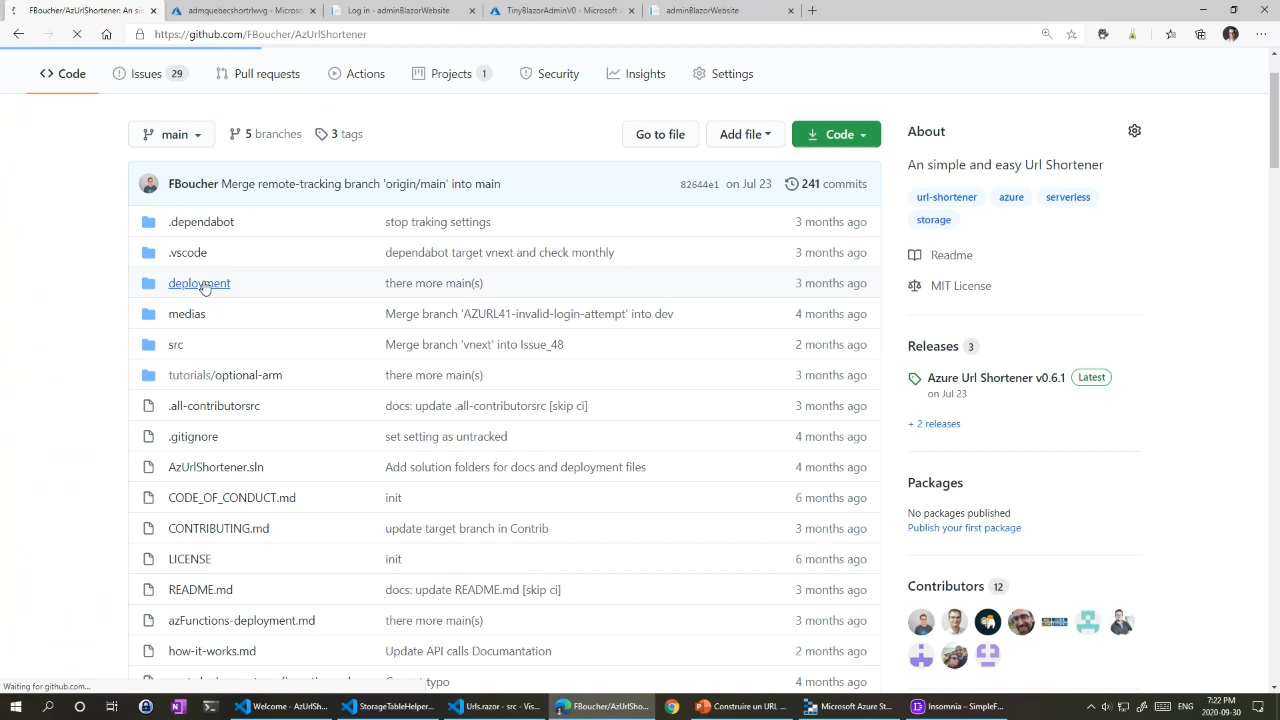 FBoucher/AzUrlShortener: An sim
admquebeschortrlwg - Microsoft
Log in - adminBlazorWebsite
TinyBlazorAdminV0 - Microsoft
adminBlazorWebsite
https://github.com/FBoucher/AzUrlShortener
Code
Issues 29
Pull requests
Actions
Projects 1
Security
Insights
Settings
main
5 branches
3 tags
Go to file
Add file
Code
FBoucher Merge remote-tracking branch 'origin/main' into main
82644e1 on Jul 23
241 commits
.dependabot stop traking settings 3 months ago
.vscode dependabot target vnext and check monthly 3 months ago
deployment there more main(s) 3 months ago
medias Merge branch 'AZURL41-invalid-login-attempt' into dev 4 months ago
src Merge branch 'vnext' into Issue_48 2 months ago
tutorials/optional-arm there more main(s) 3 months ago
.all-contributorsrc docs: update .all-contributorsrc [skip ci] 3 months ago
.gitignore set setting as untracked 4 months ago
AzUrlShortener.sln Add solution folders for docs and deployment files 4 months ago
CODE_OF_CONDUCT.md init 6 months ago
CONTRIBUTING.md update target branch in Contrib 3 months ago
LICENSE init 6 months ago
README.md docs: update README.md [skip ci] 3 months ago
azFunctions-deployment.md there more main(s) 3 months ago
how-it-works.md Update API calls Documantation 2 months ago
typo 4 months ago
About
An simple and easy Url Shortener
url-shortener azure serverless
storage
Readme
MIT License
Releases 3
Azure Url Shortener v0.6.1 Latest
on Jul 23
+ 2 releases
Packages
No packages published
Publish your first package
Contributors 12
Waiting for github.com...
Welcome - AzUrlSh...
StorageTableHelper...
Urls.razor - src - Vis...
FBoucher/AzUrlSho...
Construire un URL ...
Microsoft Azure St...
Insomnia – SimpleF...
ENG
7:22 PM
2020-09-30